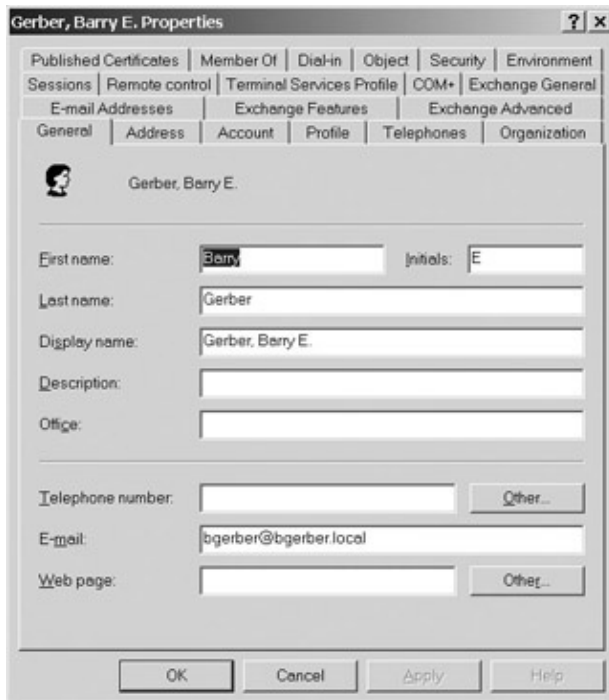 Gerber, Barry E. Properties
Published Certificates Member Of Dial-in Object Security Environment
Sessions Remote control Terminal Services Profile COM+ Exchange General
E-mail Addresses Exchange Features Exchange Advanced
General Address Account Profile Telephones Organization
Gerber, Barry E.
First name: Barry Initials: E
Last name: Gerber
Display name: Gerber, Barry E.
Description:
Office:
Telephone number: Other...
E-mail: bgerber@bgerber.local
Web page: Other...
OK Cancel Apply Help